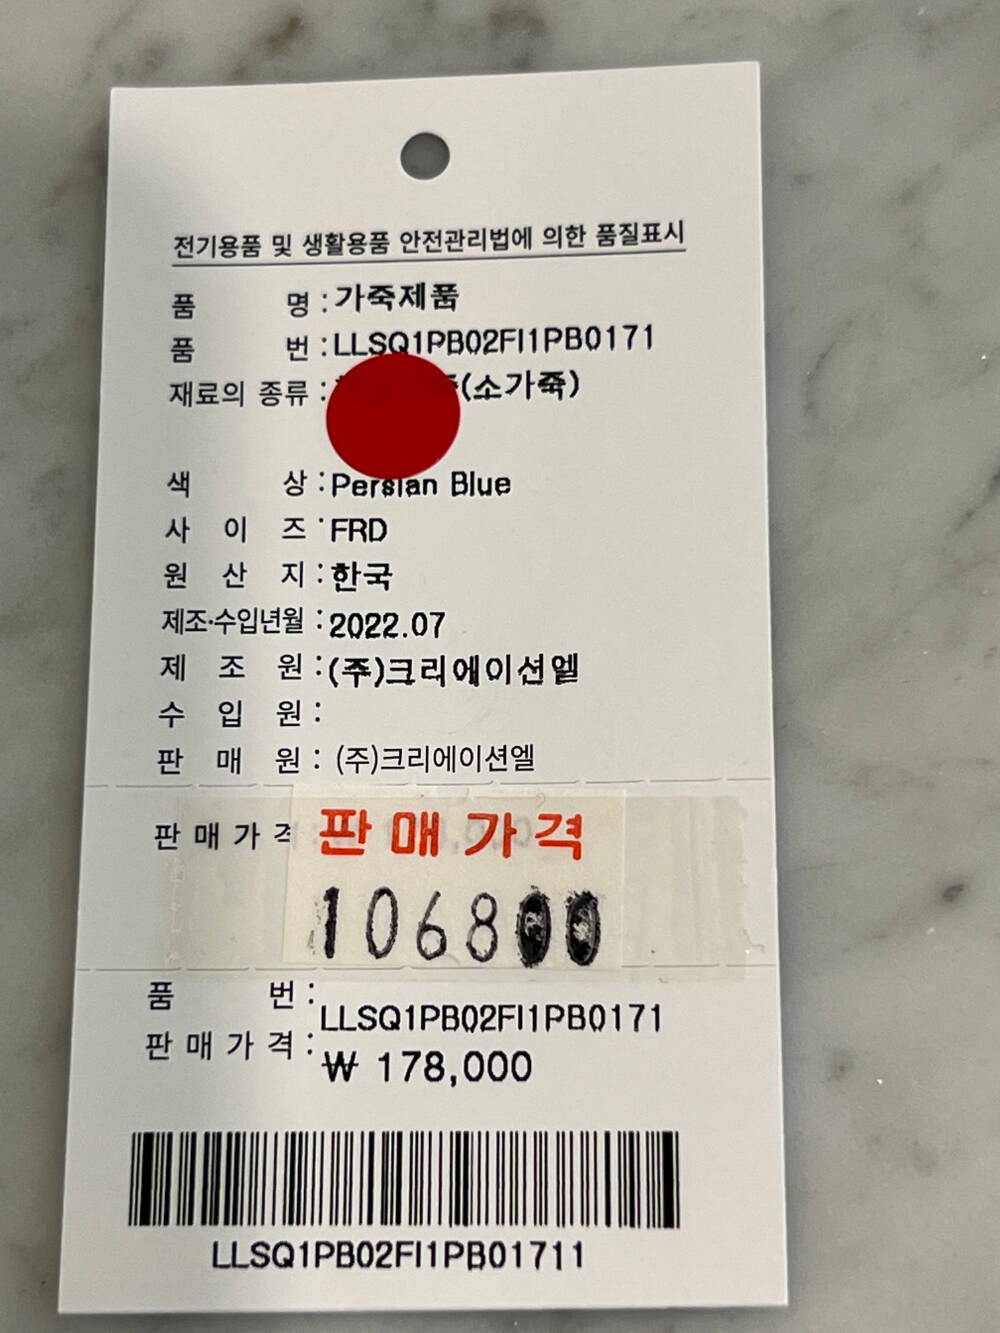 전기용품 및 생활용품 안전관리법에 의한 품질표시
품 명 : 가죽제품
품 번 : LLSQ1PB02FI1PB0171
재료의 종류 : (소가죽)
색 상 : Persian Blue
사 이 즈 : FRD
원 산 지 : 한국
제조·수입년월 : 2022.07
제 조 원 : (주)크리에이션엘
수 입 원 :
판 매 원 : (주)크리에이션엘
판 매 가 격 판매가격
106800
품 번 : LLSQ1PB02FI1PB0171
판 매 가 격 : ₩ 178,000
LLSQ1PB02FI1PB01711